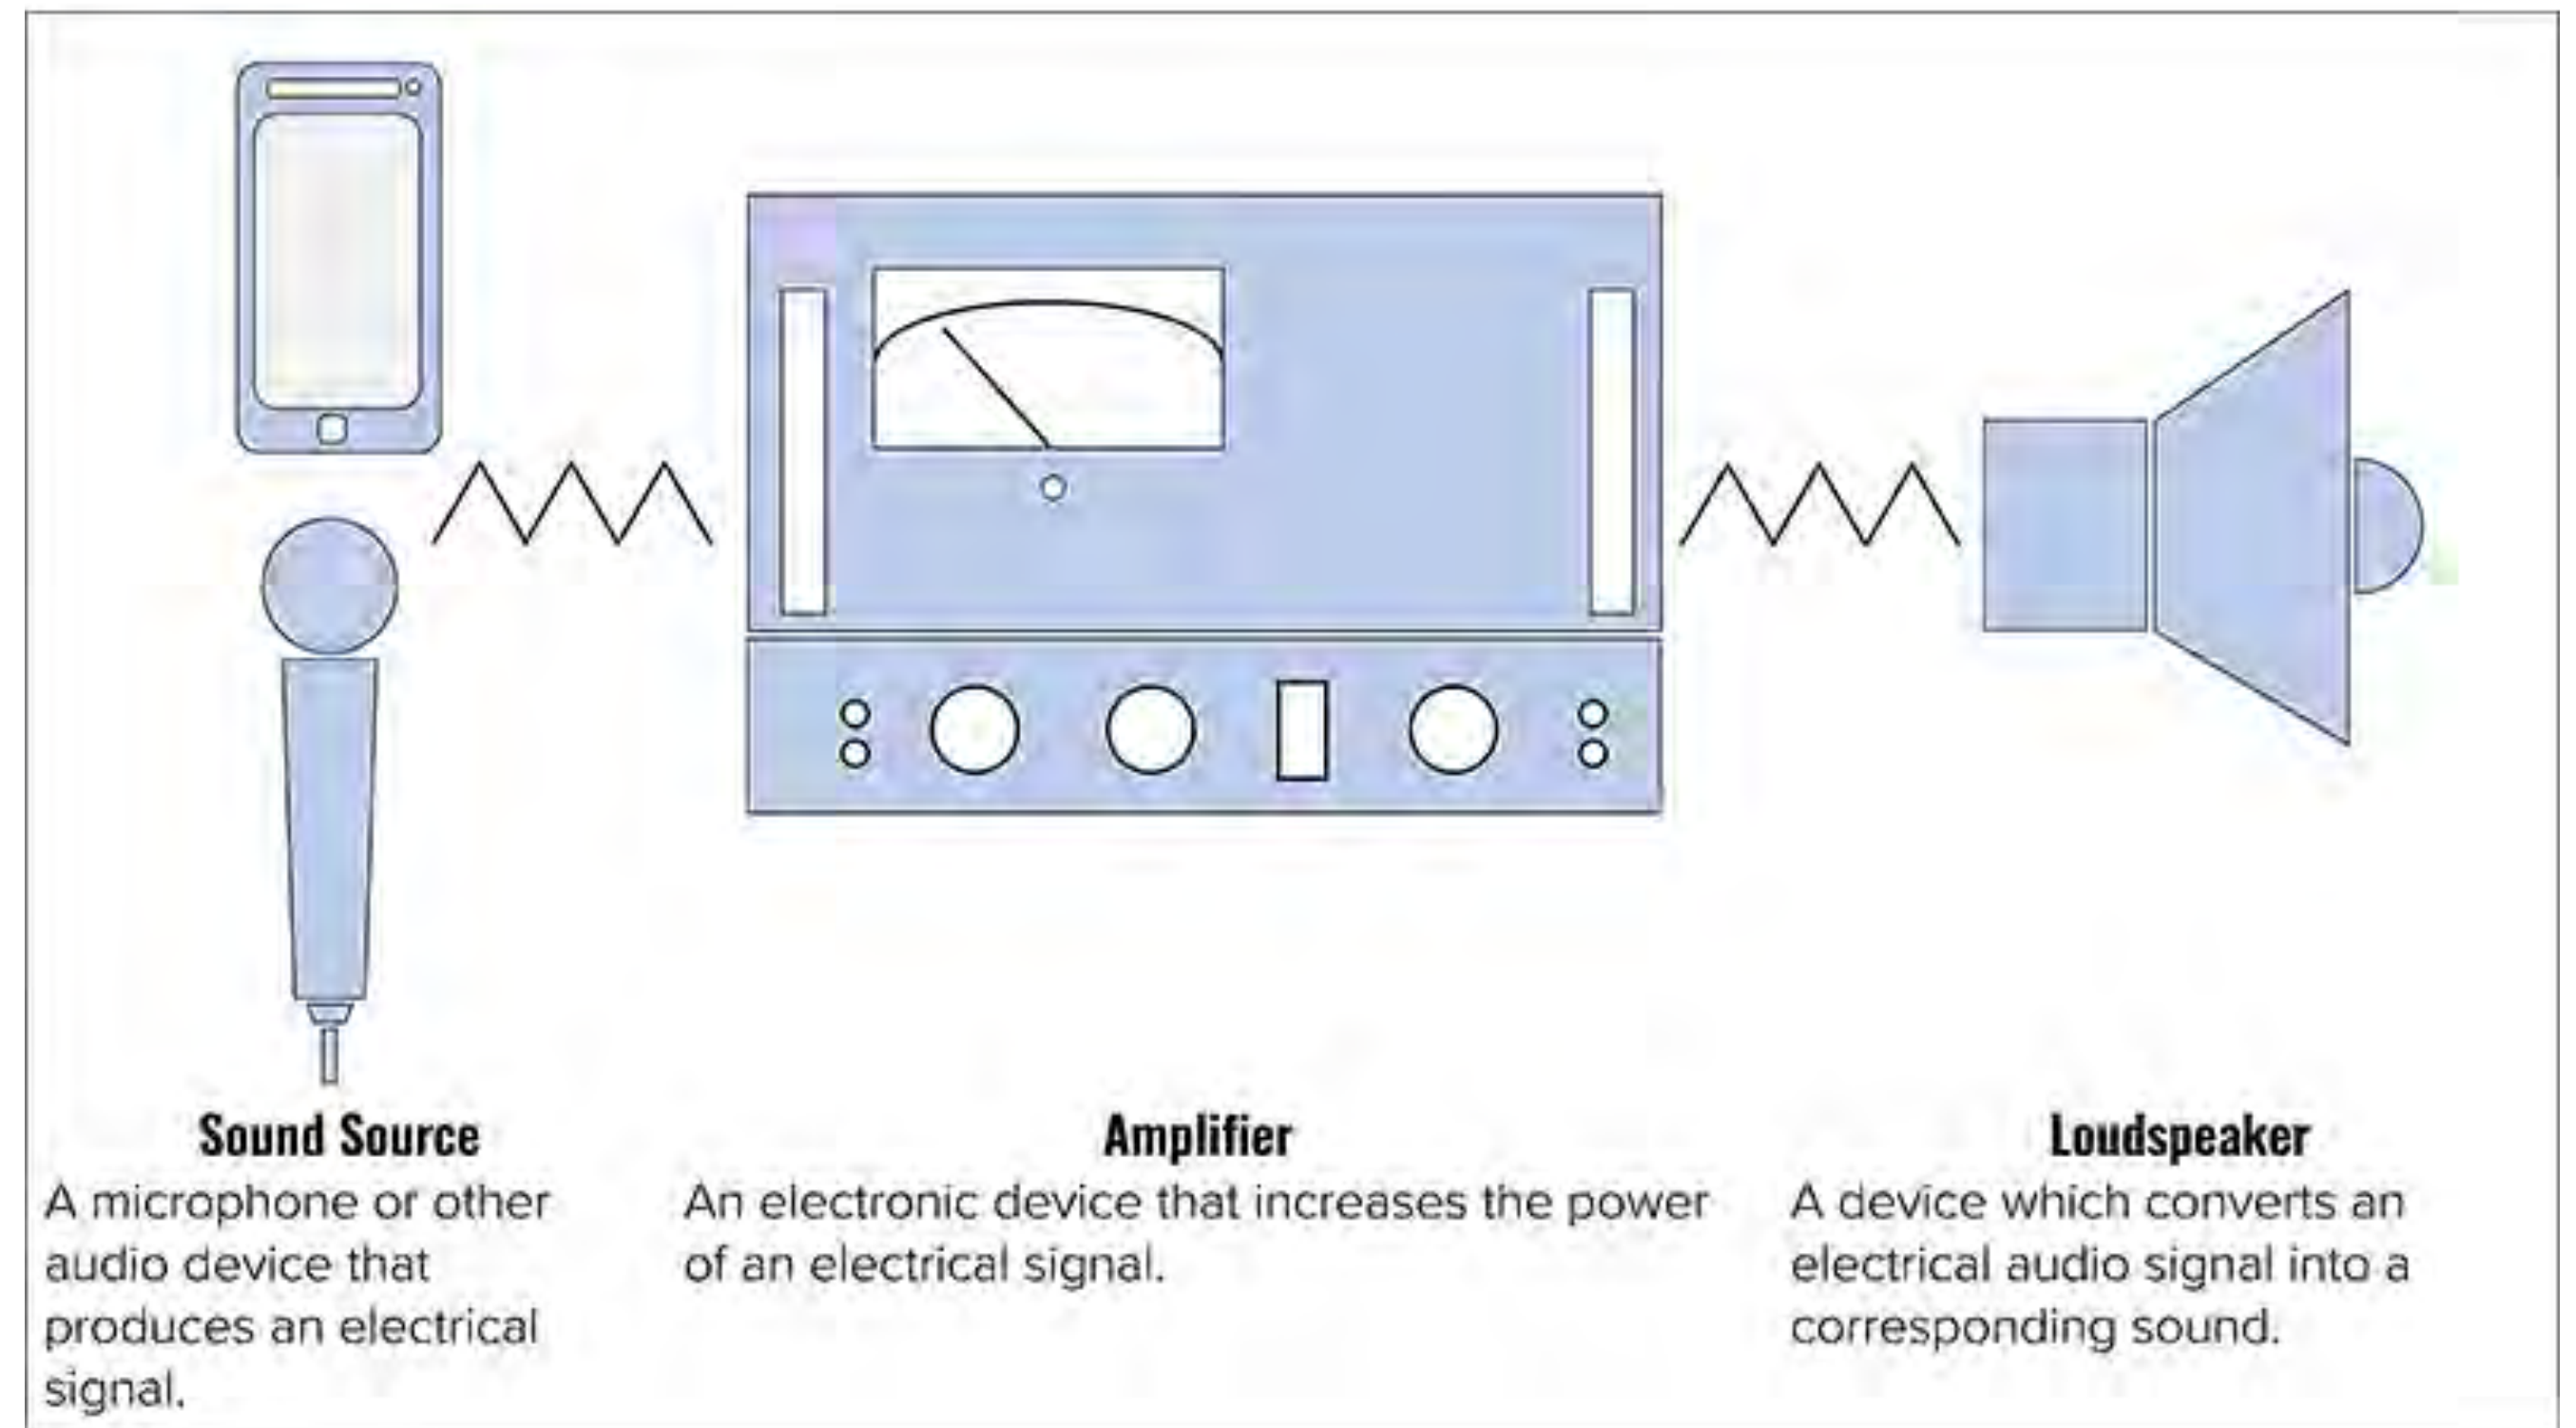 Sound Source
A microphone or other
audio device that
produces an electrical
signal.
Amplifier
An electronic device that increases the power
of an electrical signal.
Loudspeaker
A device which converts an
electrical audio signal into a
corresponding sound.